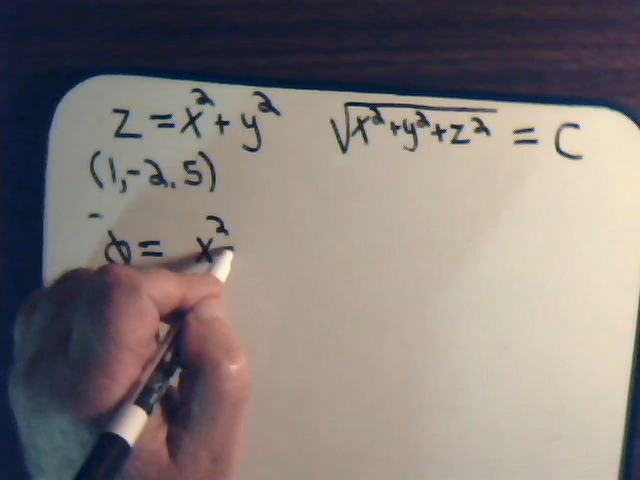 z = x² + y²
√x² + y² + z² = C
(1, -2, 5)
ϕ = x²